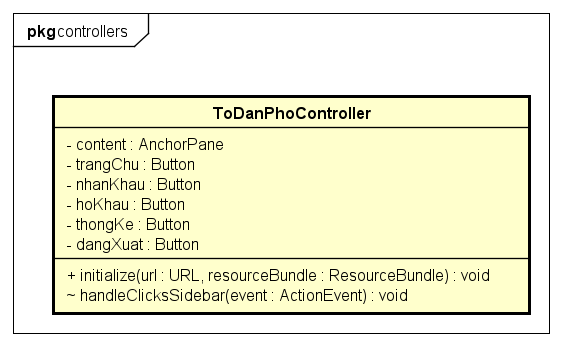 pkg controllers
ToDanPhoController
- content : AnchorPane
- trangChu : Button
- nhanKhau : Button
- hoKhau : Button
- thongKe : Button
- dangXuat : Button
+ initialize(url : URL, resourceBundle : ResourceBundle) : void
~ handleClicksSidebar(event : ActionEvent) : void